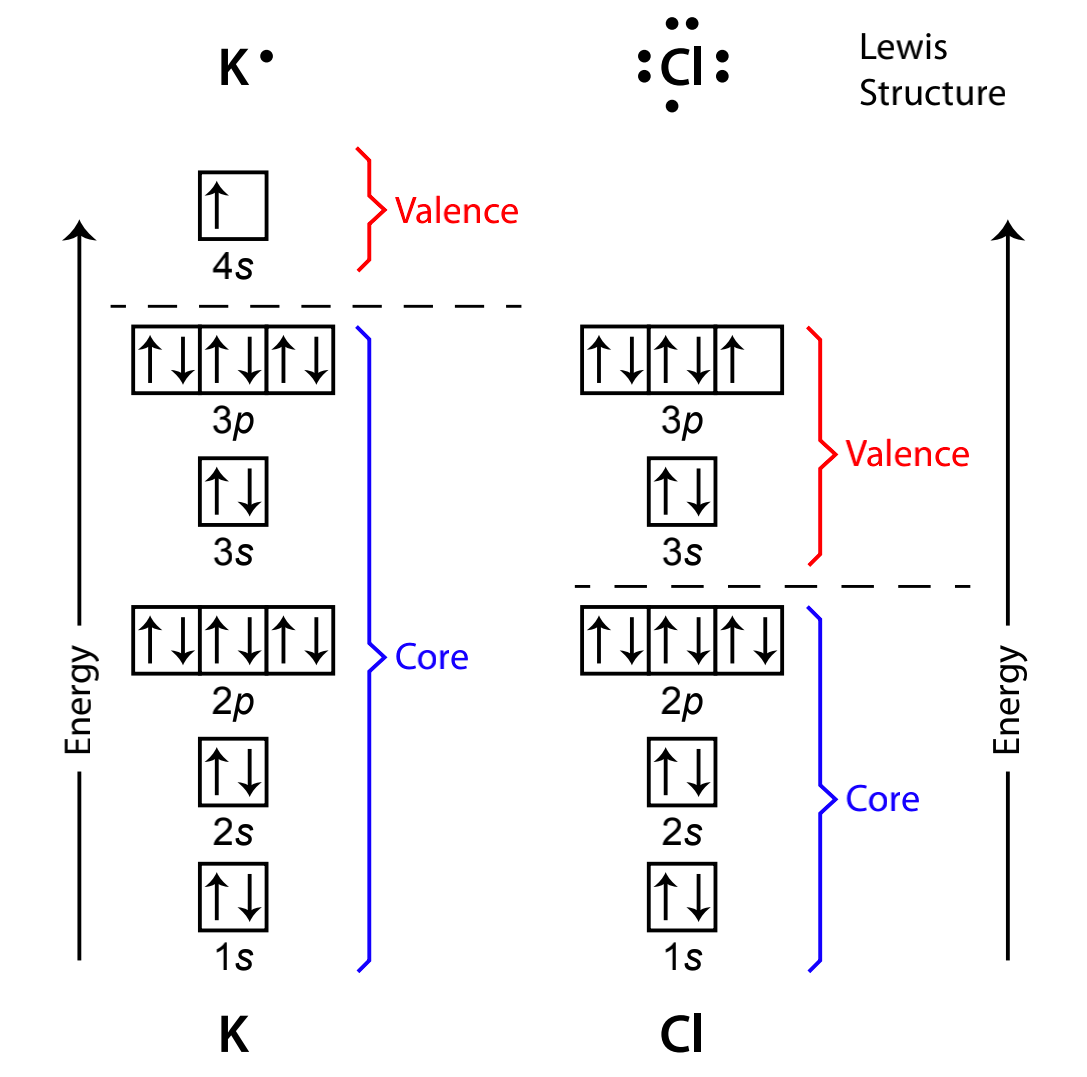 K Cl Lewis
Structure
Valence
4s
3p 3p
Valence
3s 3s
2p 2p
Core
Energy Energy
Core
2s 2s
1s 1s
K Cl